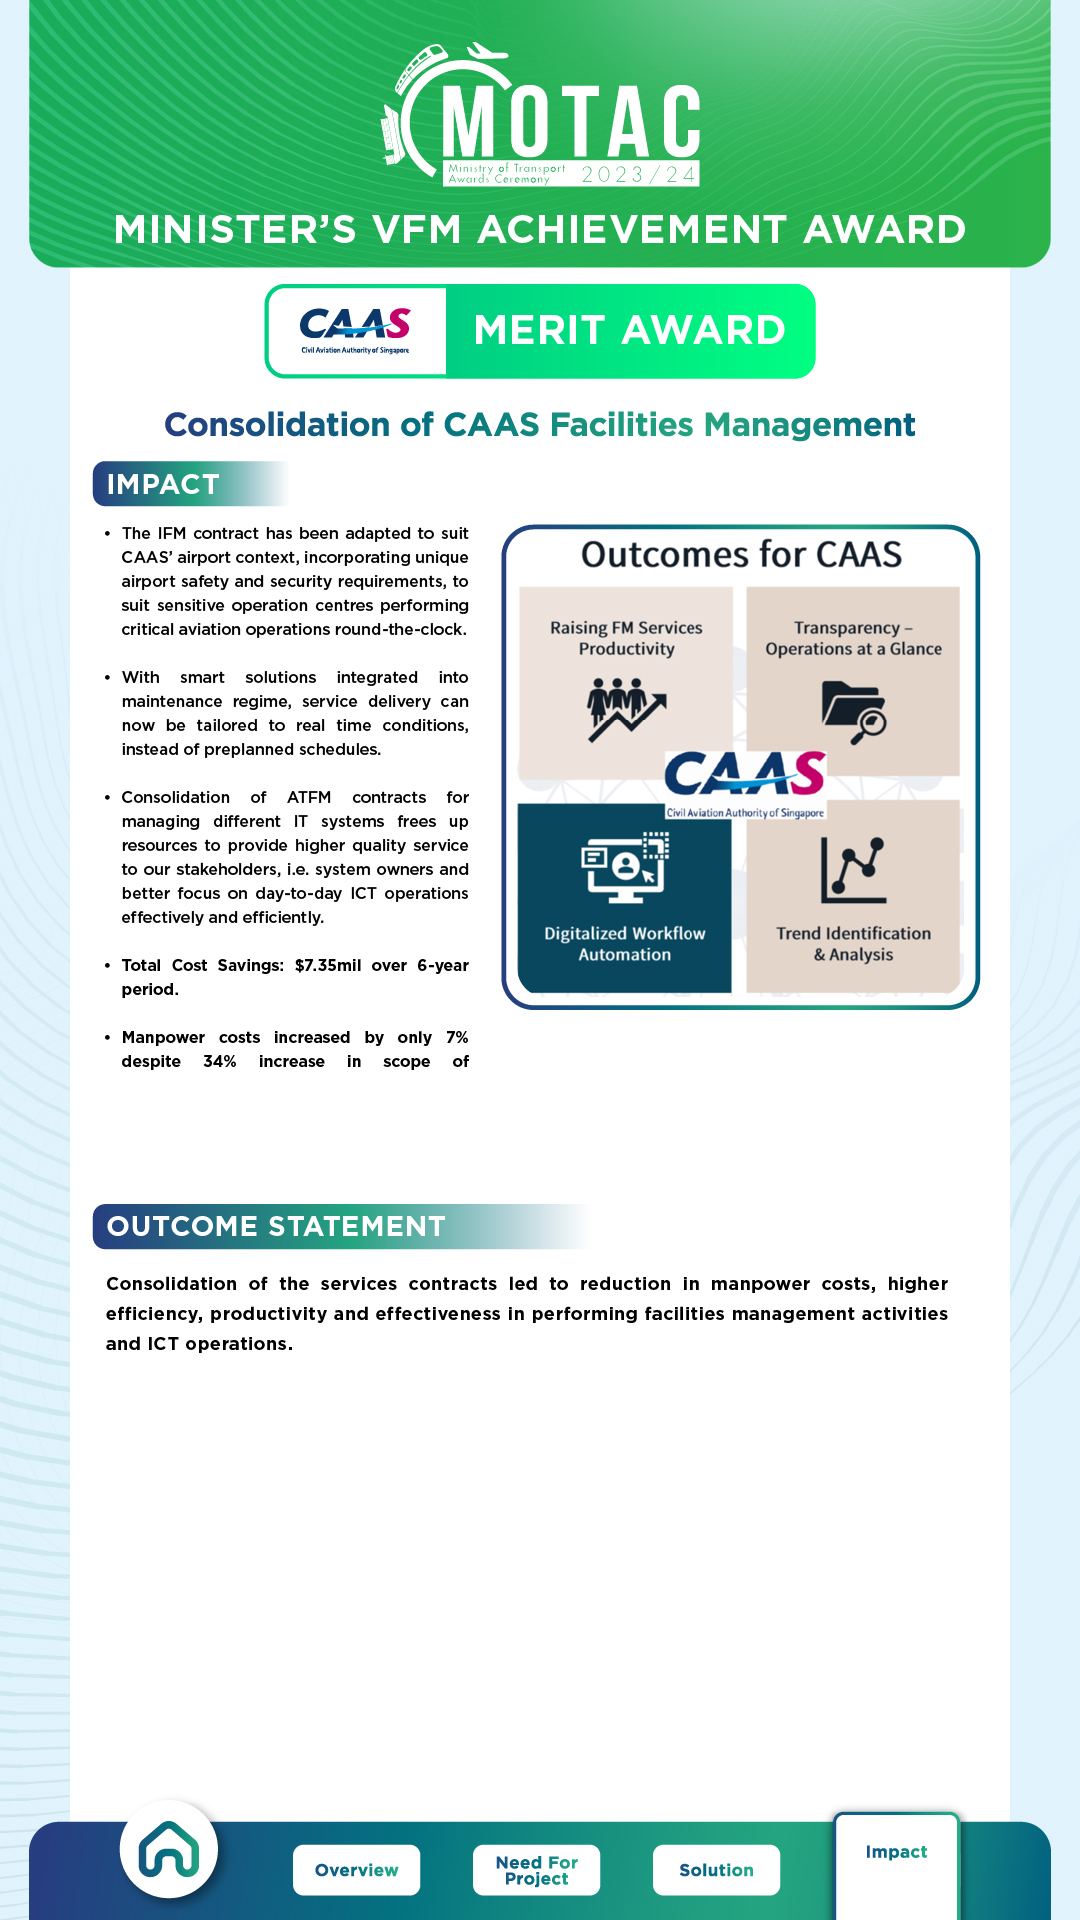 MOTAC
Ministry of Transport
Awards Ceremony
2023/24
MINISTER’S VFM ACHIEVEMENT AWARD
CAAS
Civil Aviation Authority of Singapore
MERIT AWARD
Consolidation of CAAS Facilities Management
IMPACT
• The IFM contract has been adapted to suit
CAAS’ airport context, incorporating unique
airport safety and security requirements, to
suit sensitive operation centres performing
critical aviation operations round-the-clock.
• With smart solutions integrated into
maintenance regime, service delivery can
now be tailored to real time conditions,
instead of preplanned schedules.
• Consolidation of ATFM contracts for
managing different IT systems frees up
resources to provide higher quality service
to our stakeholders, i.e. system owners and
better focus on day-to-day ICT operations
effectively and efficiently.
• Total Cost Savings: $7.35mil over 6-year
period.
• Manpower costs increased by only 7%
despite 34% increase in scope of
Outcomes for CAAS
Raising FM Services
Productivity
Transparency –
Operations at a Glance
CAAS
Civil Aviation Authority of Singapore
Digitalized Workflow
Automation
Trend Identification
& Analysis
OUTCOME STATEMENT
Consolidation of the services contracts led to reduction in manpower costs, higher
efficiency, productivity and effectiveness in performing facilities management activities
and ICT operations.
Overview
Need For
Project
Solution
Impact